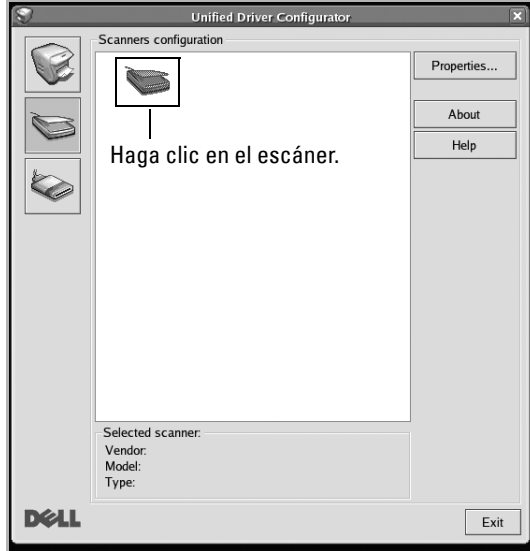 Unified Driver Configurator
Scanners configuration
Properties...
About
Help
Haga clic en el escáner.
Selected scanner:
Vendor:
Model:
Type:
DELL
Exit